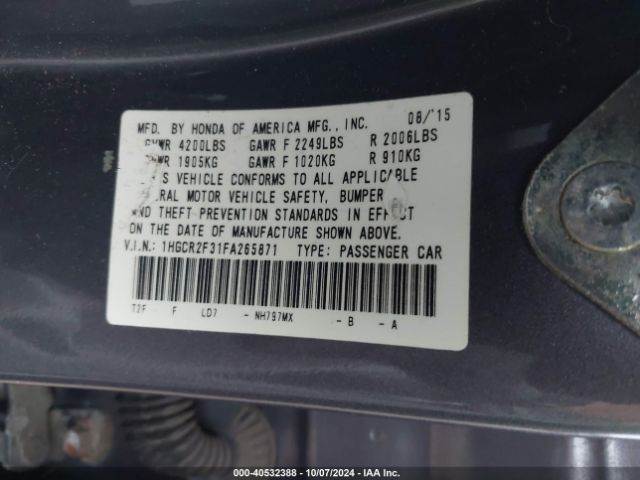 MFD. BY HONDA OF AMERICA MFG., INC. 08/'15
GVWR 4200LBS GAWR F 2249LBS R 2006LBS
1905KG GAWR F 1020KG R 910KG
VEHICLE CONFORMS TO ALL APPLICABLE
MOTOR VEHICLE SAFETY, BUMPER
AND THEFT PREVENTION STANDARDS IN EFFECT
ON THE DATE OF MANUFACTURE SHOWN ABOVE.
V.I.N.: 1HGCR2F31FA265871 TYPE: PASSENGER CAR
T2F F LD7 - NH797MX - B - A
000-40532388 | 10/07/2024 | IAA Inc.